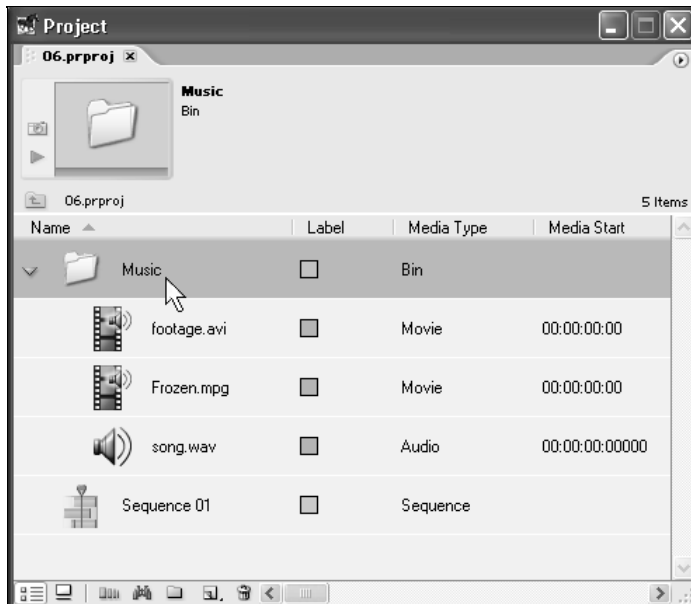 Project
06.prproj
Music
Bin
06.prproj 5 Items
Name Label Media Type Media Start
Music Bin
footage.avi Movie 00:00:00:00
Frozen.mpg Movie 00:00:00:00
song.wav Audio 00:00:00:00000
Sequence 01 Sequence